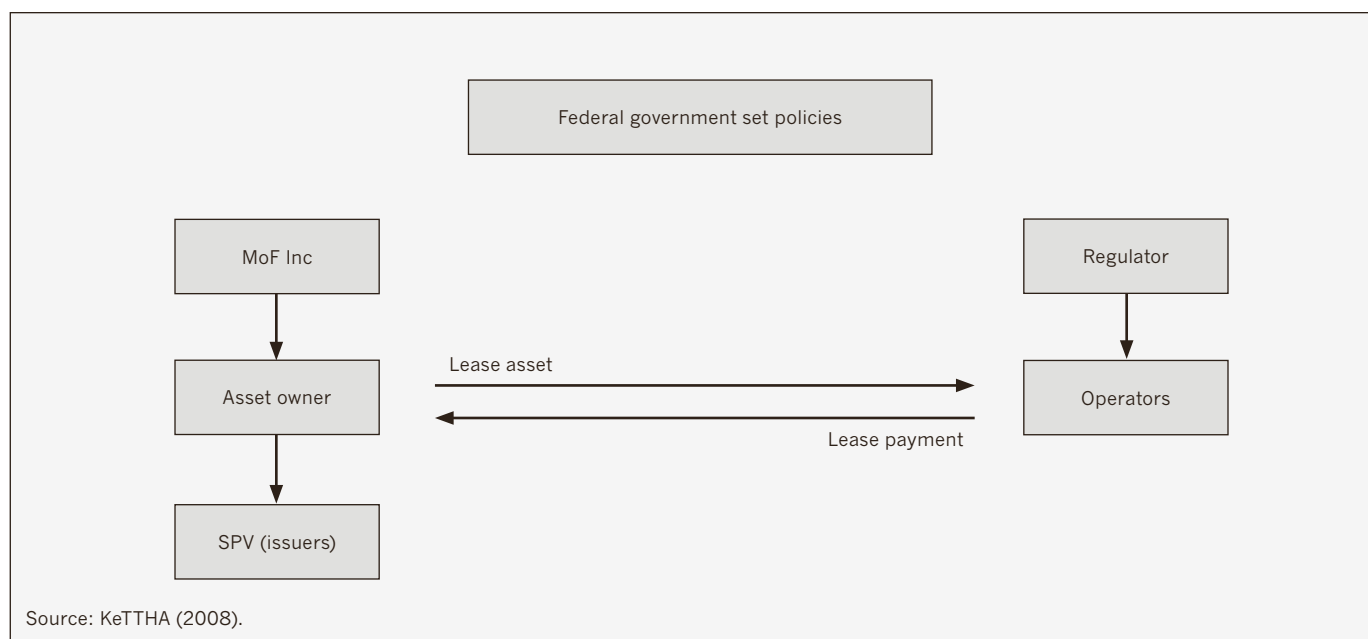 Federal government set policies
MoF Inc
Regulator
Lease asset
Asset owner
Operators
Lease payment
SPV (issuers)
Source: KeTTHA (2008).